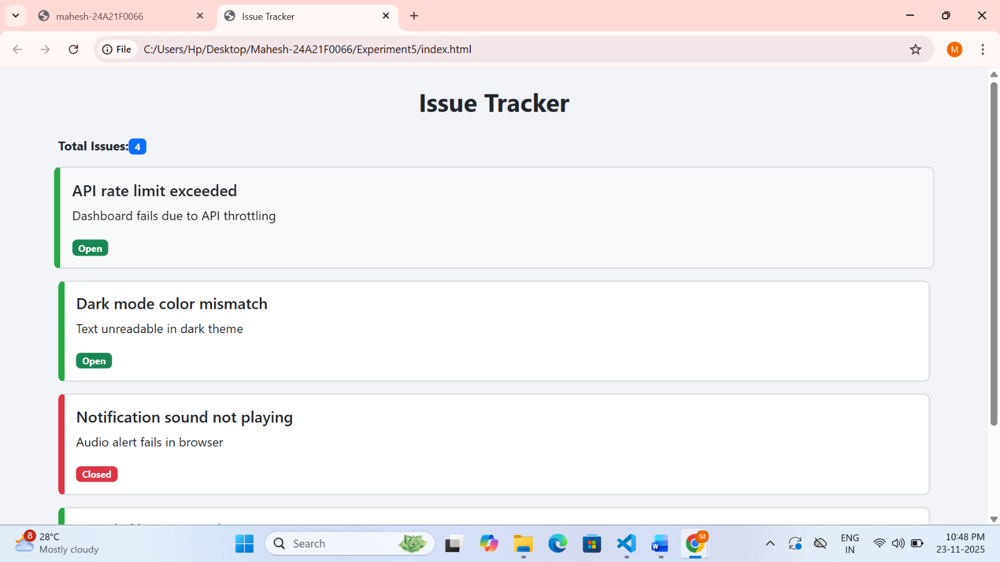 mahesh-24A21F0066
Issue Tracker
File
C:/Users/Hp/Desktop/Mahesh-24A21F0066/Experiment5/index.html
M
Issue Tracker
Total Issues: 4
API rate limit exceeded
Dashboard fails due to API throttling
Open
Dark mode color mismatch
Text unreadable in dark theme
Open
Notification sound not playing
Audio alert fails in browser
Closed
8
28°C
Mostly cloudy
Search
W
M
ENG
IN
10:48 PM
23-11-2025